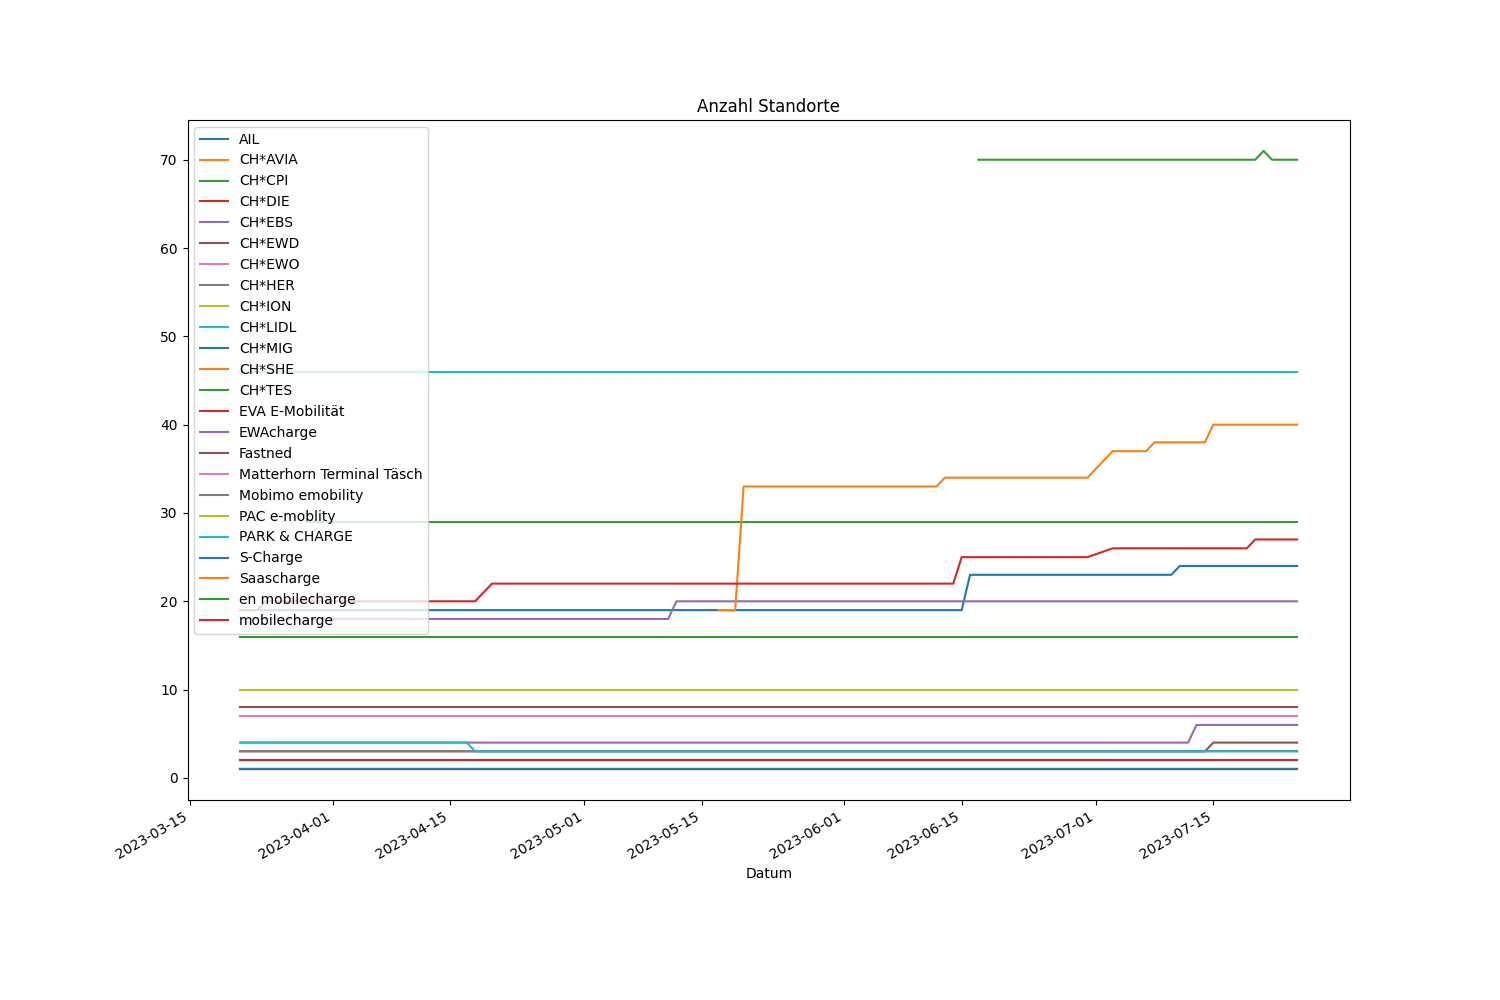 Anzahl Standorte
AIL
CH*AVIA
CH*CPI
CH*DIE
CH*EBS
CH*EWD
CH*EWO
CH*HER
CH*ION
CH*LIDL
CH*MIG
CH*SHE
CH*TES
EVA E-Mobilität
EWAcharge
Fastned
Matterhorn Terminal Täsch
Mobimo emobility
PAC e-moblity
PARK & CHARGE
S-Charge
Saascharge
en mobilecharge
mobilecharge
70
60
50
40
30
20
10
0
2023-03-15
2023-04-01
2023-04-15
2023-05-01
2023-05-15
2023-06-01
2023-06-15
2023-07-01
2023-07-15
Datum